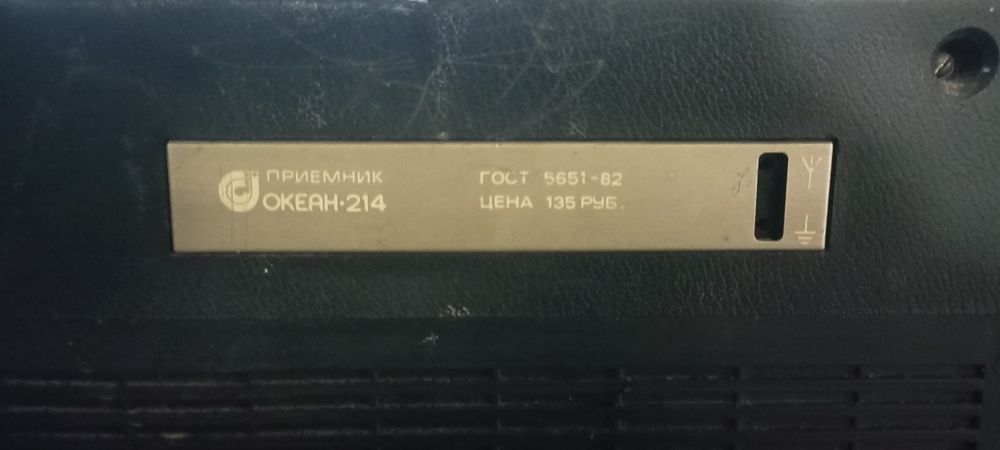 ПРИЕМНИК
ОКЕАН·214
ГОСТ 5651-82
ЦЕНА 135 РУБ.